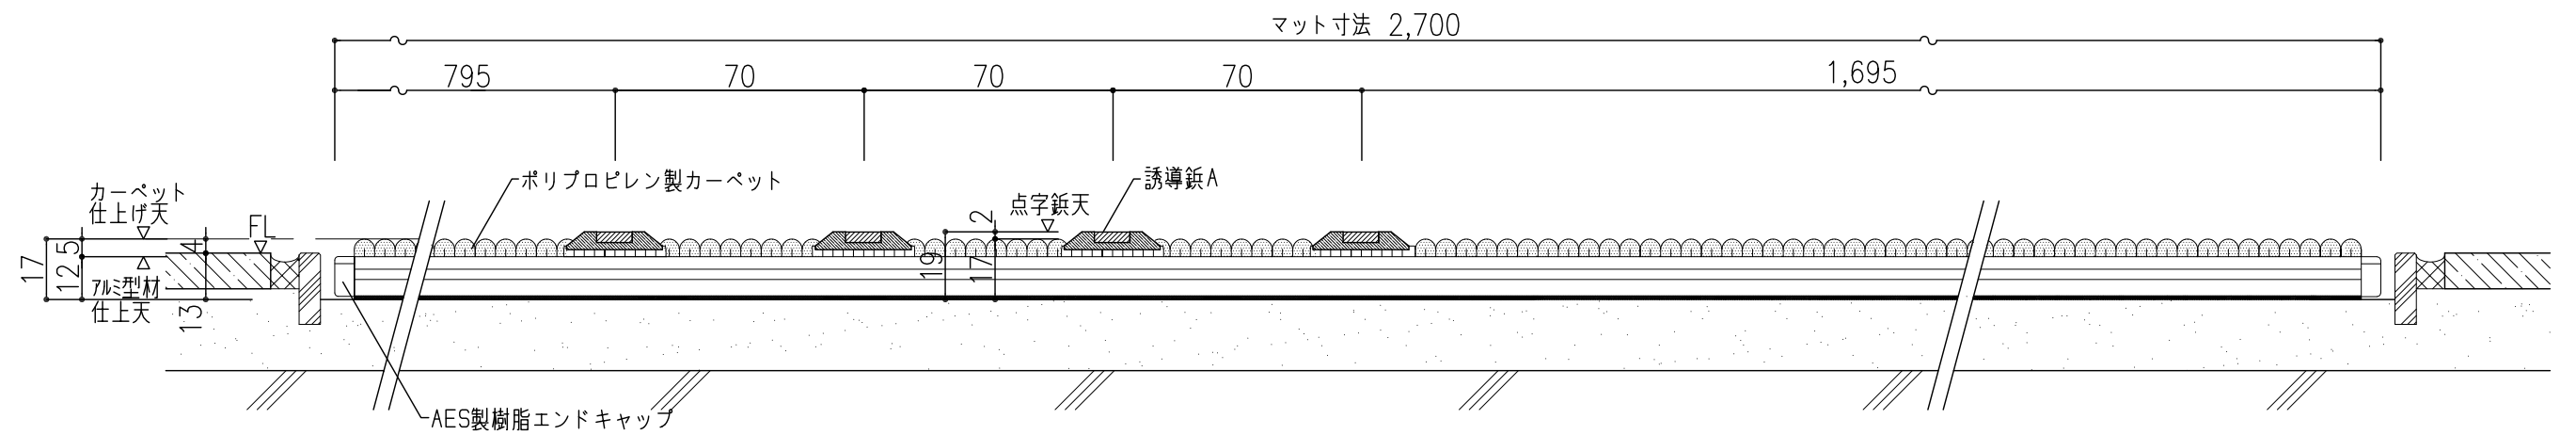 マット寸法 2,700
795
70
70
70
1,695
ポリプロピレン製カーペット
誘導鋲A
点字鋲天
カーペット
仕上げ天
FL
17
12.5
4
アルミ型材
仕上天
13
19
2
17
AES製樹脂エンドキャップ